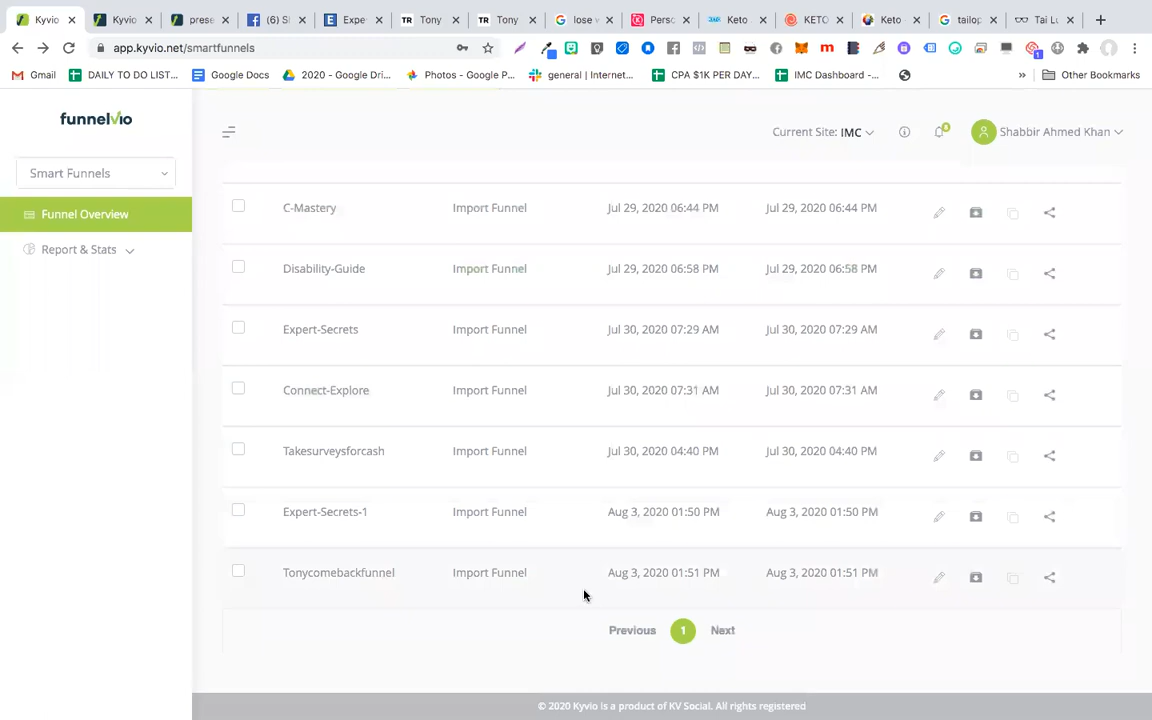 Kyvio
Kyvio
prese
(6) S
Expe
Tony
Tony
lose v
Perso
Keto
KETO
Keto
tailop
Tai Lu
app.kyvio.net/smartfunnels
Gmail
DAILY TO DO LIST...
Google Docs
2020 - Google Dri...
Photos - Google P...
general | Internet...
CPA $1K PER DAY...
IMC Dashboard -...
Other Bookmarks
funnelvio
Current Site: IMC
Shabbir Ahmed Khan
Smart Funnels
Funnel Overview
Report & Stats
C-Mastery Import Funnel Jul 29, 2020 06:44 PM Jul 29, 2020 06:44 PM
Disability-Guide Import Funnel Jul 29, 2020 06:58 PM Jul 29, 2020 06:58 PM
Expert-Secrets Import Funnel Jul 30, 2020 07:29 AM Jul 30, 2020 07:29 AM
Connect-Explore Import Funnel Jul 30, 2020 07:31 AM Jul 30, 2020 07:31 AM
Takesurveysforcash Import Funnel Jul 30, 2020 04:40 PM Jul 30, 2020 04:40 PM
Expert-Secrets-1 Import Funnel Aug 3, 2020 01:50 PM Aug 3, 2020 01:50 PM
Tonycomebackfunnel Import Funnel Aug 3, 2020 01:51 PM Aug 3, 2020 01:51 PM
Previous 1 Next
© 2020 Kyvio is a product of KV Social. All rights registered